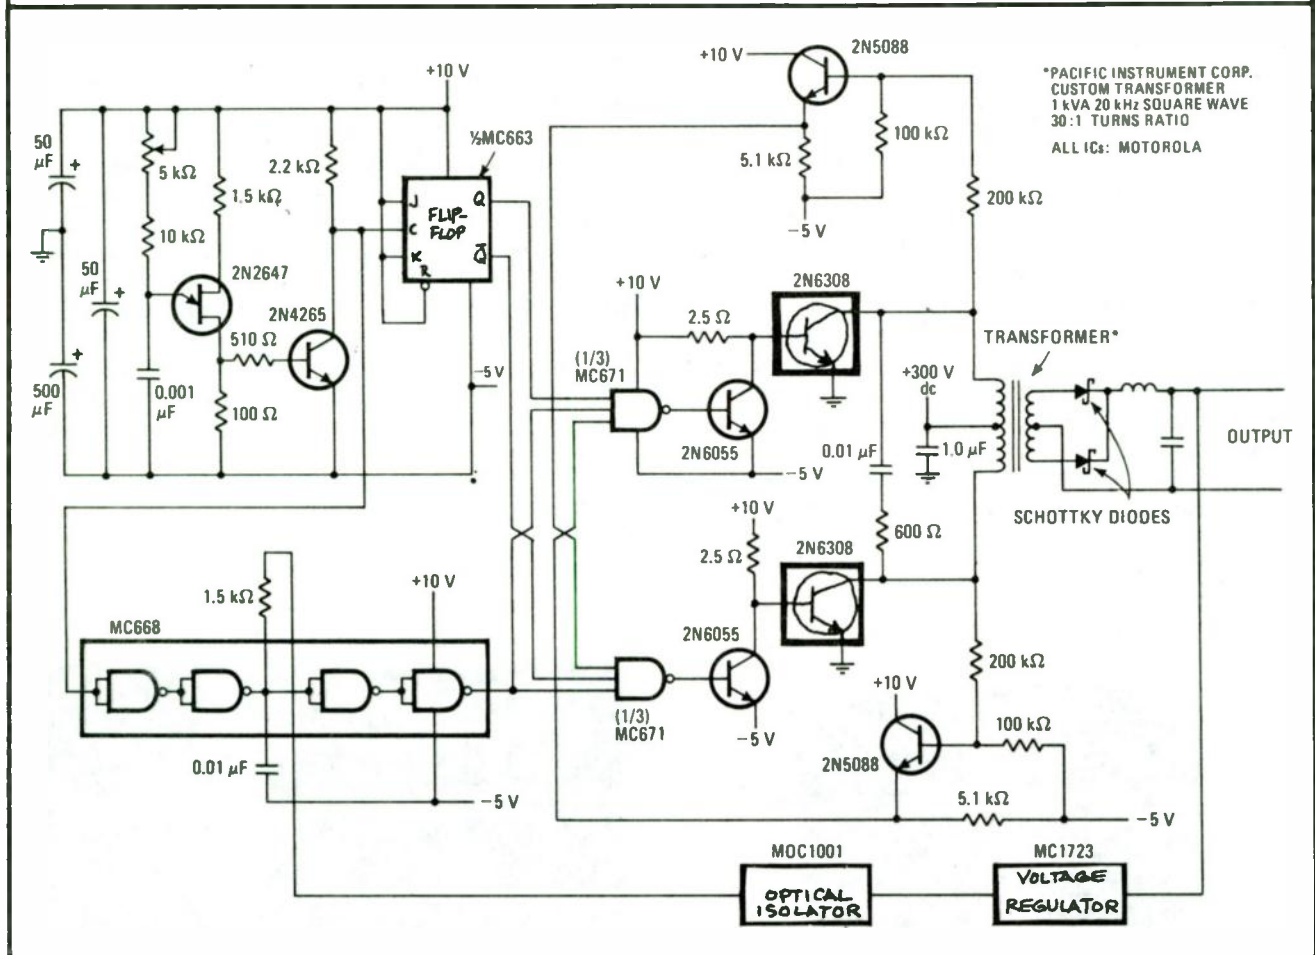 +10 V
2N5088
+10 V
*PACIFIC INSTRUMENT CORP.
CUSTOM TRANSFORMER
1 kVA 20 kHz SQUARE WAVE
30:1 TURNS RATIO
ALL ICs: MOTOROLA
50
µF
+
5 kΩ
2.2 kΩ
½MC663
5.1 kΩ
100 kΩ
1.5 kΩ
J
Q
FLIP-
FLOP
C
K
Q̅
R
200 kΩ
-5 V
10 kΩ
50
µF
+
2N2647
2N4265
+10 V
2N6308
2.5 Ω
510 Ω
+
500
µF
0.001
µF
100 Ω
-5 V
(1/3)
MC671
TRANSFORMER*
+300 V
dc
2N6055
0.01 µF
1.0 µF
OUTPUT
-5 V
+10 V
SCHOTTKY DIODES
2.5 Ω
2N6308
600 Ω
1.5 kΩ
+10 V
MC668
2N6055
200 kΩ
(1/3)
MC671
-5 V
+10 V
2N5088
100 kΩ
0.01 µF
-5 V
5.1 kΩ
-5 V
MOC1001
OPTICAL
ISOLATOR
MC1723
VOLTAGE
REGULATOR